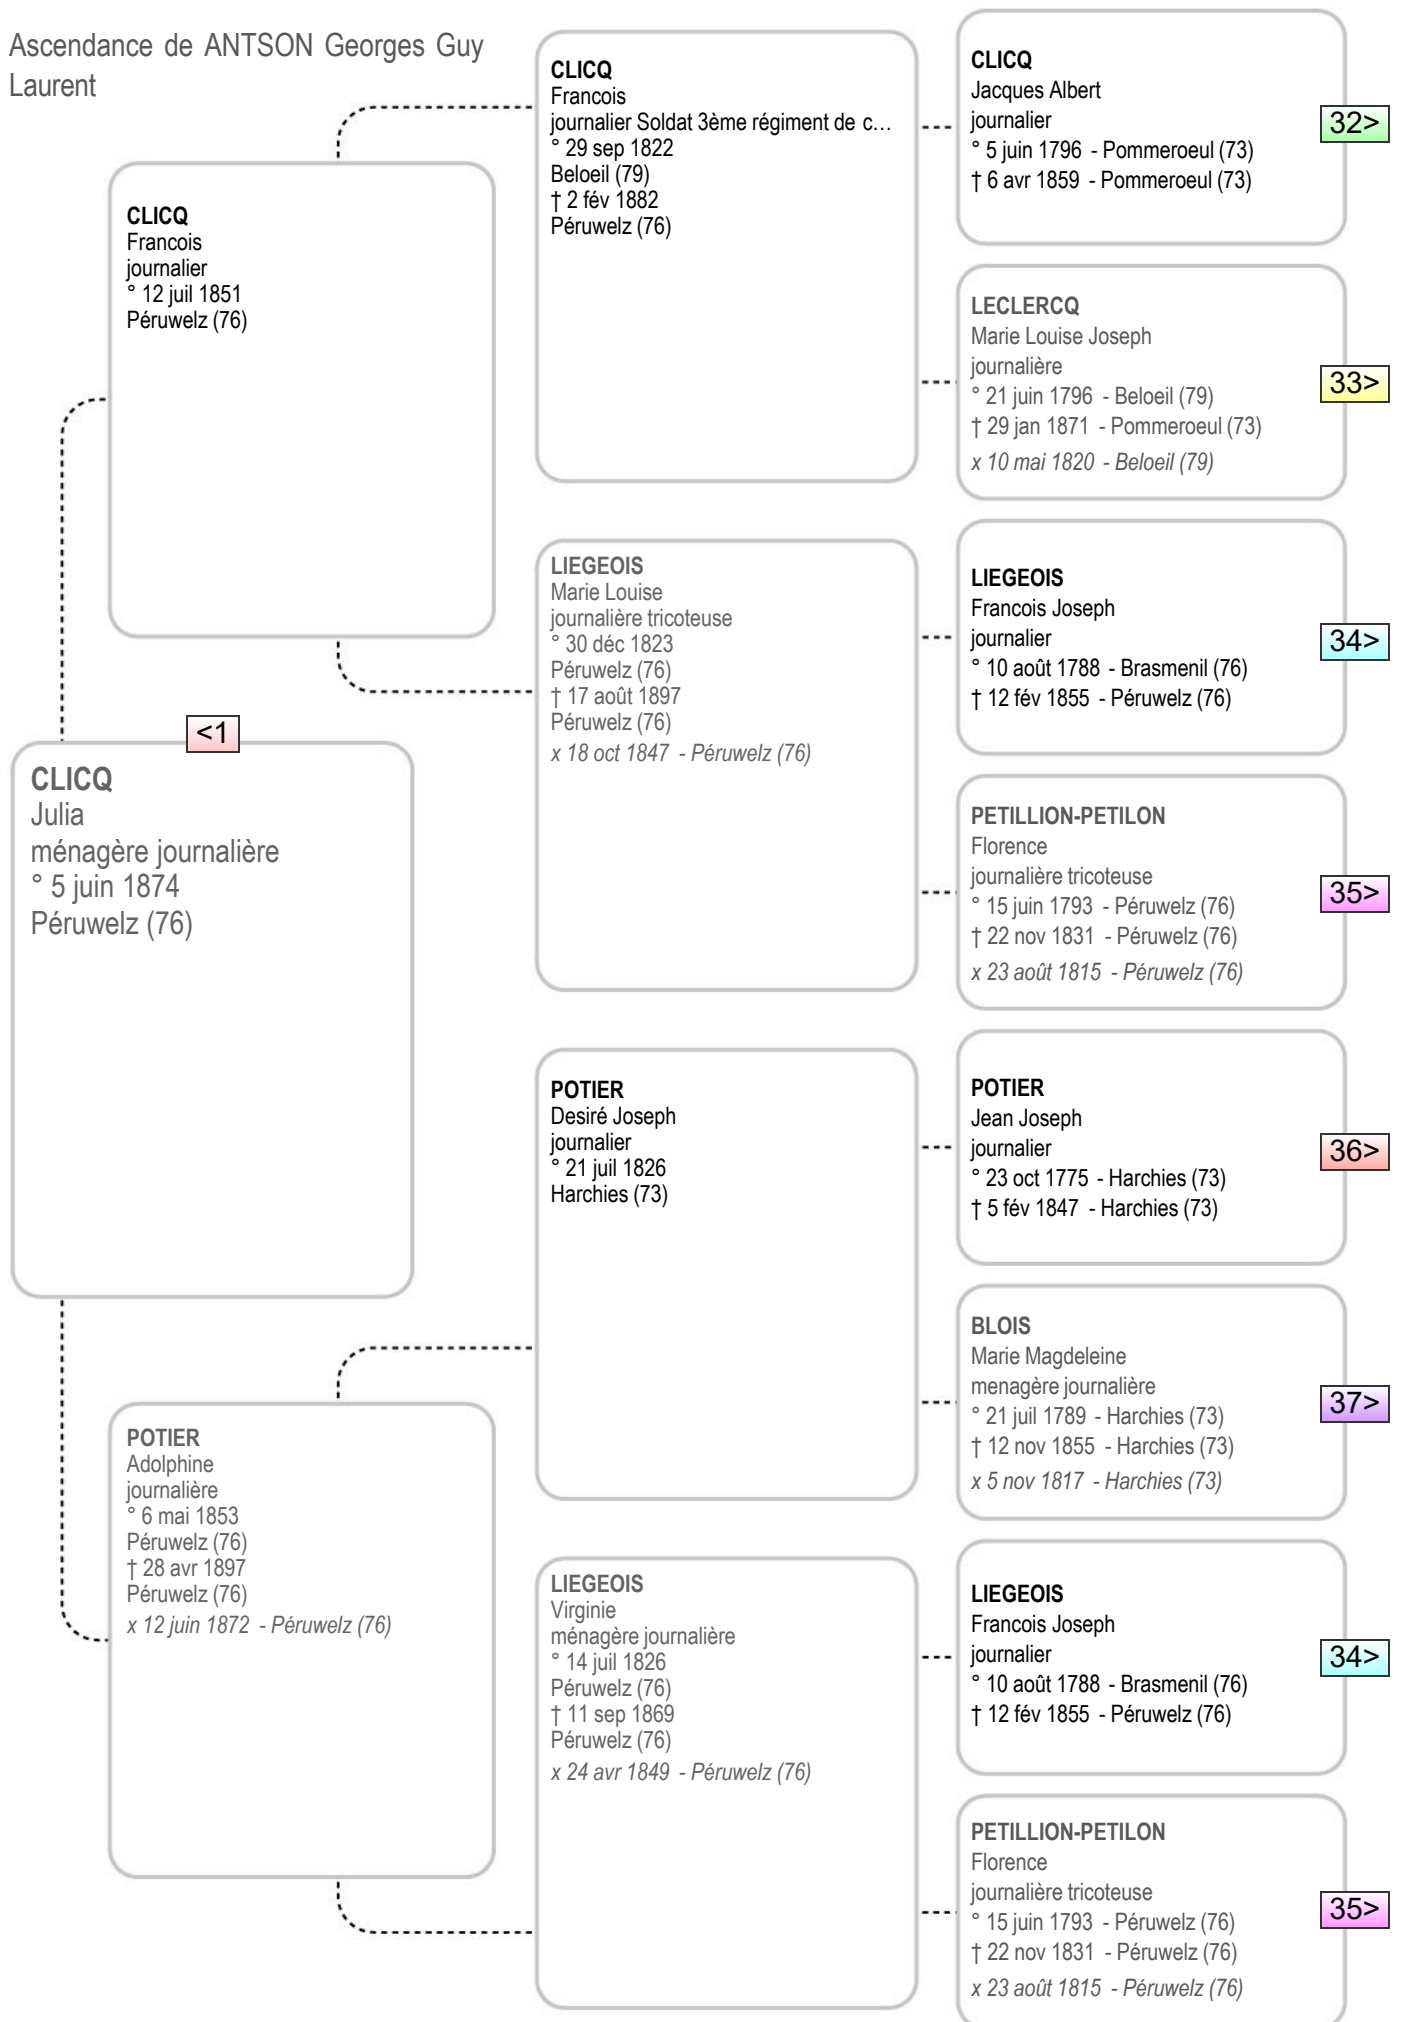 Ascendance de ANTSON Georges Guy
Laurent
<1
CLICQ
Julia
ménagère journalière
° 5 juin 1874
Péruwelz (76)
CLICQ
Francois
journalier
° 12 juil 1851
Péruwelz (76)
POTIER
Adolphine
journalière
° 6 mai 1853
Péruwelz (76)
† 28 avr 1897
Péruwelz (76)
x 12 juin 1872 - Péruwelz (76)
CLICQ
Francois
journalier Soldat 3ème régiment de c…
° 29 sep 1822
Beloeil (79)
† 2 fév 1882
Péruwelz (76)
LIEGEOIS
Marie Louise
journalière tricoteuse
° 30 déc 1823
Péruwelz (76)
† 17 août 1897
Péruwelz (76)
x 18 oct 1847 - Péruwelz (76)
POTIER
Desiré Joseph
journalier
° 21 juil 1826
Harchies (73)
LIEGEOIS
Virginie
ménagère journalière
° 14 juil 1826
Péruwelz (76)
† 11 sep 1869
Péruwelz (76)
x 24 avr 1849 - Péruwelz (76)
CLICQ
Jacques Albert
journalier
° 5 juin 1796 - Pommeroeul (73)
† 6 avr 1859 - Pommeroeul (73)
32>
LECLERCQ
Marie Louise Joseph
journalière
° 21 juin 1796 - Beloeil (79)
† 29 jan 1871 - Pommeroeul (73)
x 10 mai 1820 - Beloeil (79)
33>
LIEGEOIS
Francois Joseph
journalier
° 10 août 1788 - Brasmenil (76)
† 12 fév 1855 - Péruwelz (76)
34>
PETILLION-PETILON
Florence
journalière tricoteuse
° 15 juin 1793 - Péruwelz (76)
† 22 nov 1831 - Péruwelz (76)
x 23 août 1815 - Péruwelz (76)
35>
POTIER
Jean Joseph
journalier
° 23 oct 1775 - Harchies (73)
† 5 fév 1847 - Harchies (73)
36>
BLOIS
Marie Magdeleine
menagère journalière
° 21 juil 1789 - Harchies (73)
† 12 nov 1855 - Harchies (73)
x 5 nov 1817 - Harchies (73)
37>
LIEGEOIS
Francois Joseph
journalier
° 10 août 1788 - Brasmenil (76)
† 12 fév 1855 - Péruwelz (76)
34>
PETILLION-PETILON
Florence
journalière tricoteuse
° 15 juin 1793 - Péruwelz (76)
† 22 nov 1831 - Péruwelz (76)
x 23 août 1815 - Péruwelz (76)
35>